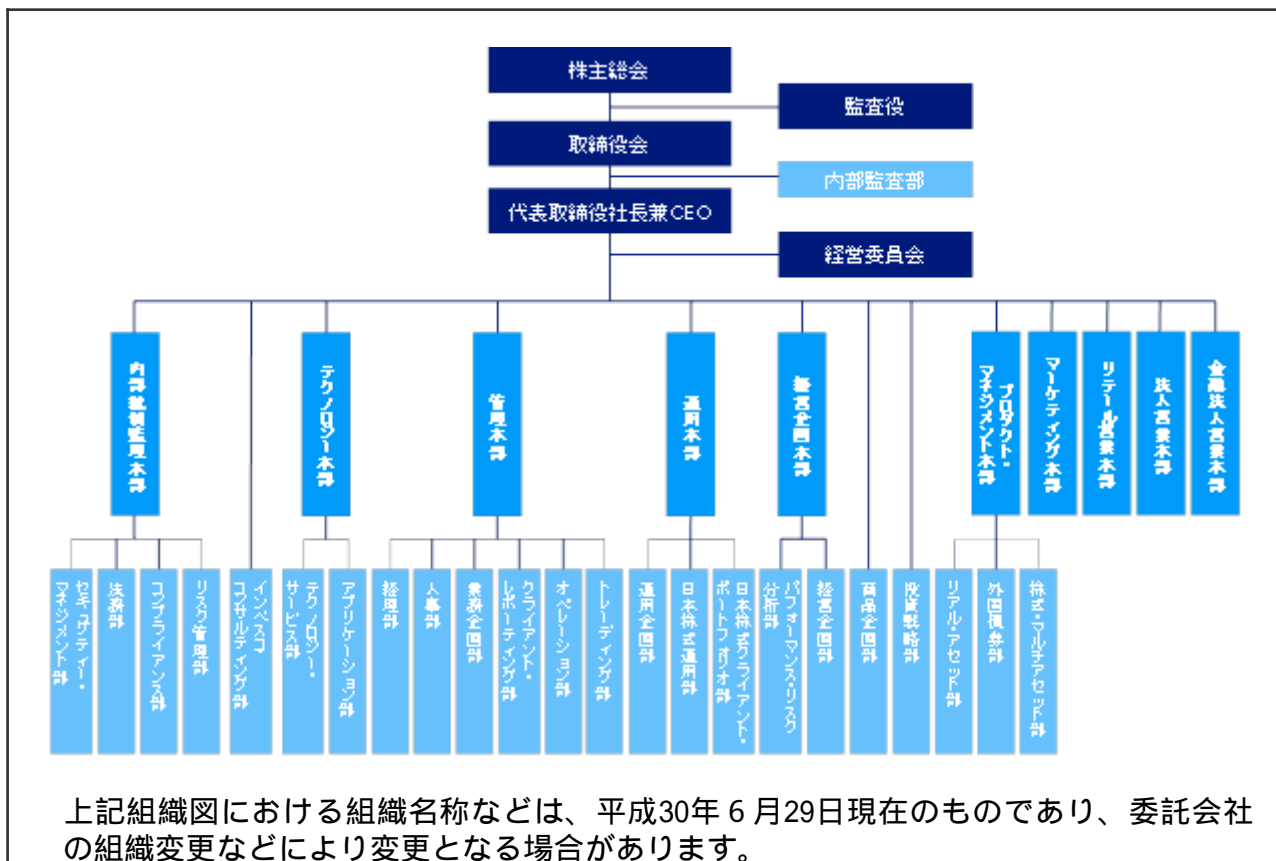 株主総会
監査役
取締役会
内部監査部
代表取締役社長兼CEO
経営委員会
内部統制監理本部
テクノロジー本部
管理本部
運用本部
経営企画本部
プロダクト・
マネジメント本部
マーケティング本部
リテール営業本部
法人営業本部
金融法人営業本部
セキュリティー・
マネジメント部
法務部
コンプライアンス部
リスク管理部
インベスコ
コンサルティング部
テクノロジー・
サービス部
アプリケーション部
経理部
人事部
業務企画部
クライアント・
レポーティング部
オペレーション部
トレーディング部
運用企画部
日本株式運用部
日本株式クライアント・
ポートフォリオ部
パフォーマンス・リスク
分析部
経営企画部
商品企画部
投資戦略部
リアル・アセット部
外国債券部
株式・マルチアセット部
上記組織図における組織名称などは、平成30年6月29日現在のものであり、委託会社
の組織変更などにより変更となる場合があります。